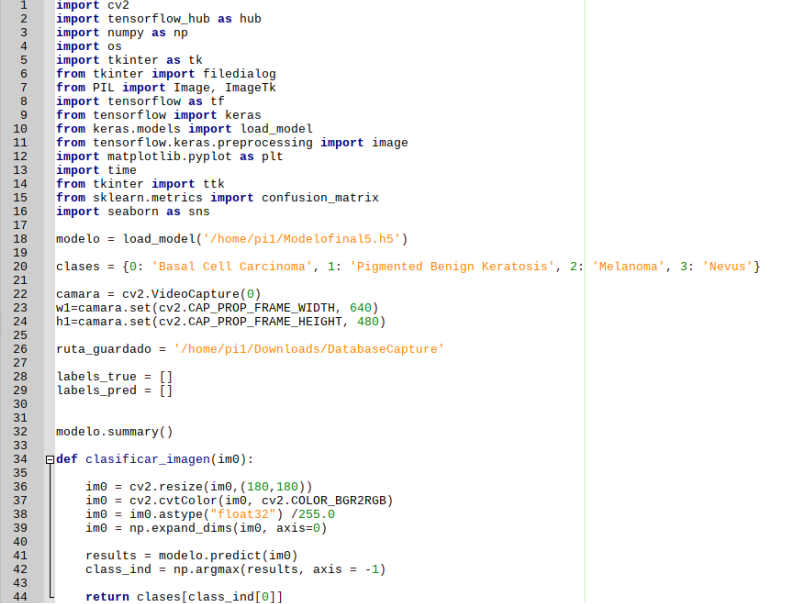 1 import cv2
2 import tensorflow_hub as hub
3 import numpy as np
4 import os
5 import tkinter as tk
6 from tkinter import filedialog
7 from PIL import Image, ImageTk
8 import tensorflow as tf
9 from tensorflow import keras
10 from keras.models import load_model
11 from tensorflow.keras.preprocessing import image
12 import matplotlib.pyplot as plt
13 import time
14 from tkinter import ttk
15 from sklearn.metrics import confusion_matrix
16 import seaborn as sns
17
18 modelo = load_model('/home/pi1/Modelofinal5.h5')
19
20 clases = {0: 'Basal Cell Carcinoma', 1: 'Pigmented Benign Keratosis', 2: 'Melanoma', 3: 'Nevus'}
21
22 camara = cv2.VideoCapture(0)
23 w1=camara.set(cv2.CAP_PROP_FRAME_WIDTH, 640)
24 h1=camara.set(cv2.CAP_PROP_FRAME_HEIGHT, 480)
25
26 ruta_guardado = '/home/pi1/Downloads/DatabaseCapture'
27
28 labels_true = []
29 labels_pred = []
30
31
32 modelo.summary()
33
34 def clasificar_imagen(im0):
35
36     im0 = cv2.resize(im0,(180,180))
37     im0 = cv2.cvtColor(im0, cv2.COLOR_BGR2RGB)
38     im0 = im0.astype("float32") /255.0
39     im0 = np.expand_dims(im0, axis=0)
40
41     results = modelo.predict(im0)
42     class_ind = np.argmax(results, axis = -1)
43
44     return clases[class_ind[0]]